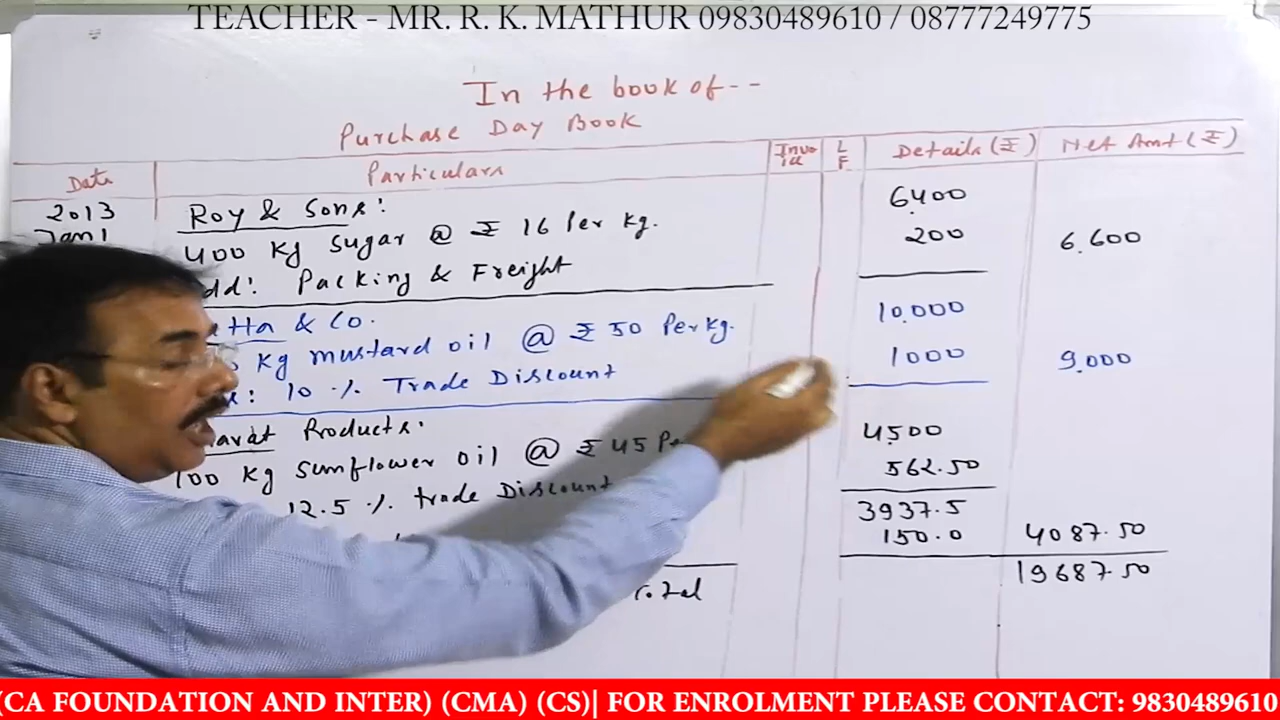 TEACHER - MR. R. K. MATHUR 09830489610 / 08777249775
In the book of--
Purchase Day Book
Date Particulars Invo ice L F Details (₹) Net Amt (₹)
2013 Roy & Sons: 6400
Jan 1 400 Kg Sugar @ ₹ 16 Per Kg. 200 6.600
Packing & Freight
& Co. 10.000
Kg mustard oil @ ₹ 50 Per Kg. 1000 9.000
10 % Trade Discount
Products: 4500
100 Kg Sunflower oil @ ₹ 45 562.50
12.5 % trade Discount 3937.5
150.0 4087.50
19687.50
(CA FOUNDATION AND INTER) (CMA) (CS)| FOR ENROLMENT PLEASE CONTACT: 9830489610